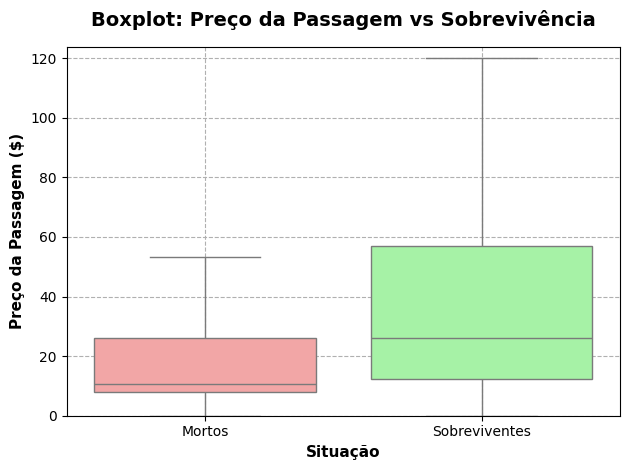 Boxplot: Preço da Passagem vs Sobrevivência
Preço da Passagem ($)
120
100
80
60
40
20
0
Mortos
Sobreviventes
Situação